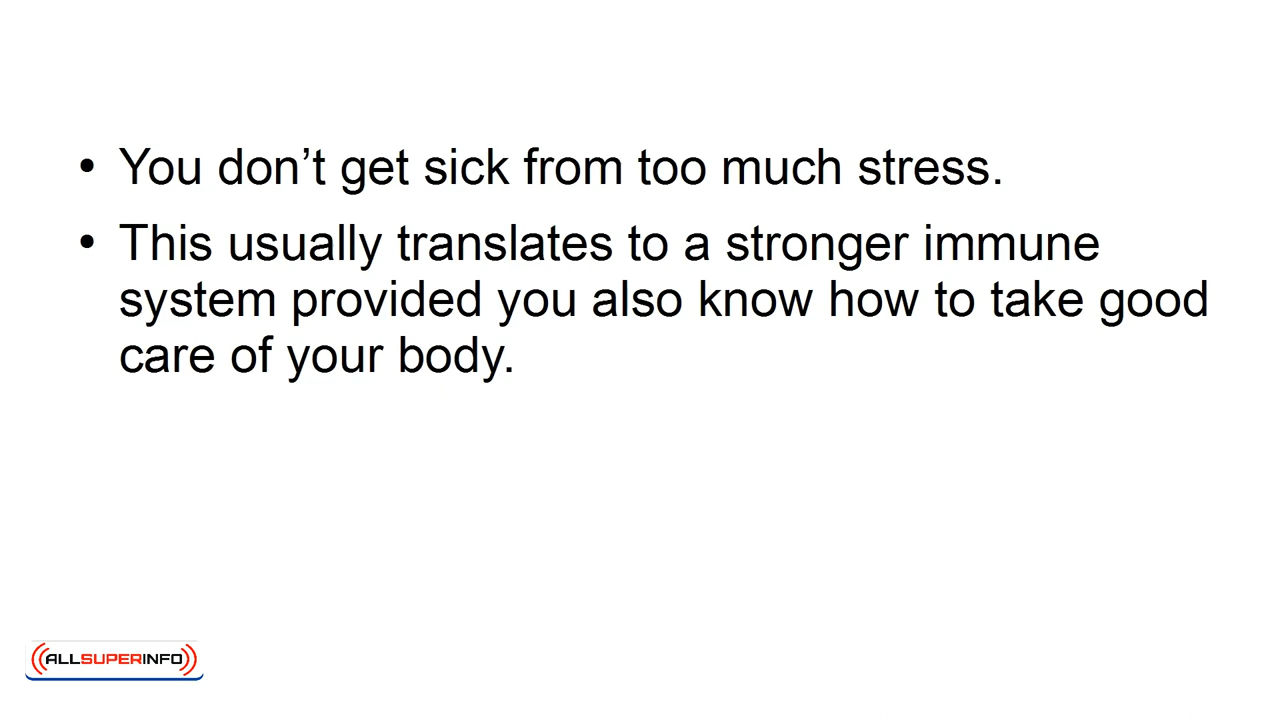 • You don’t get sick from too much stress.
• This usually translates to a stronger immune
system provided you also know how to take good
care of your body.
ALLSUPERINFO